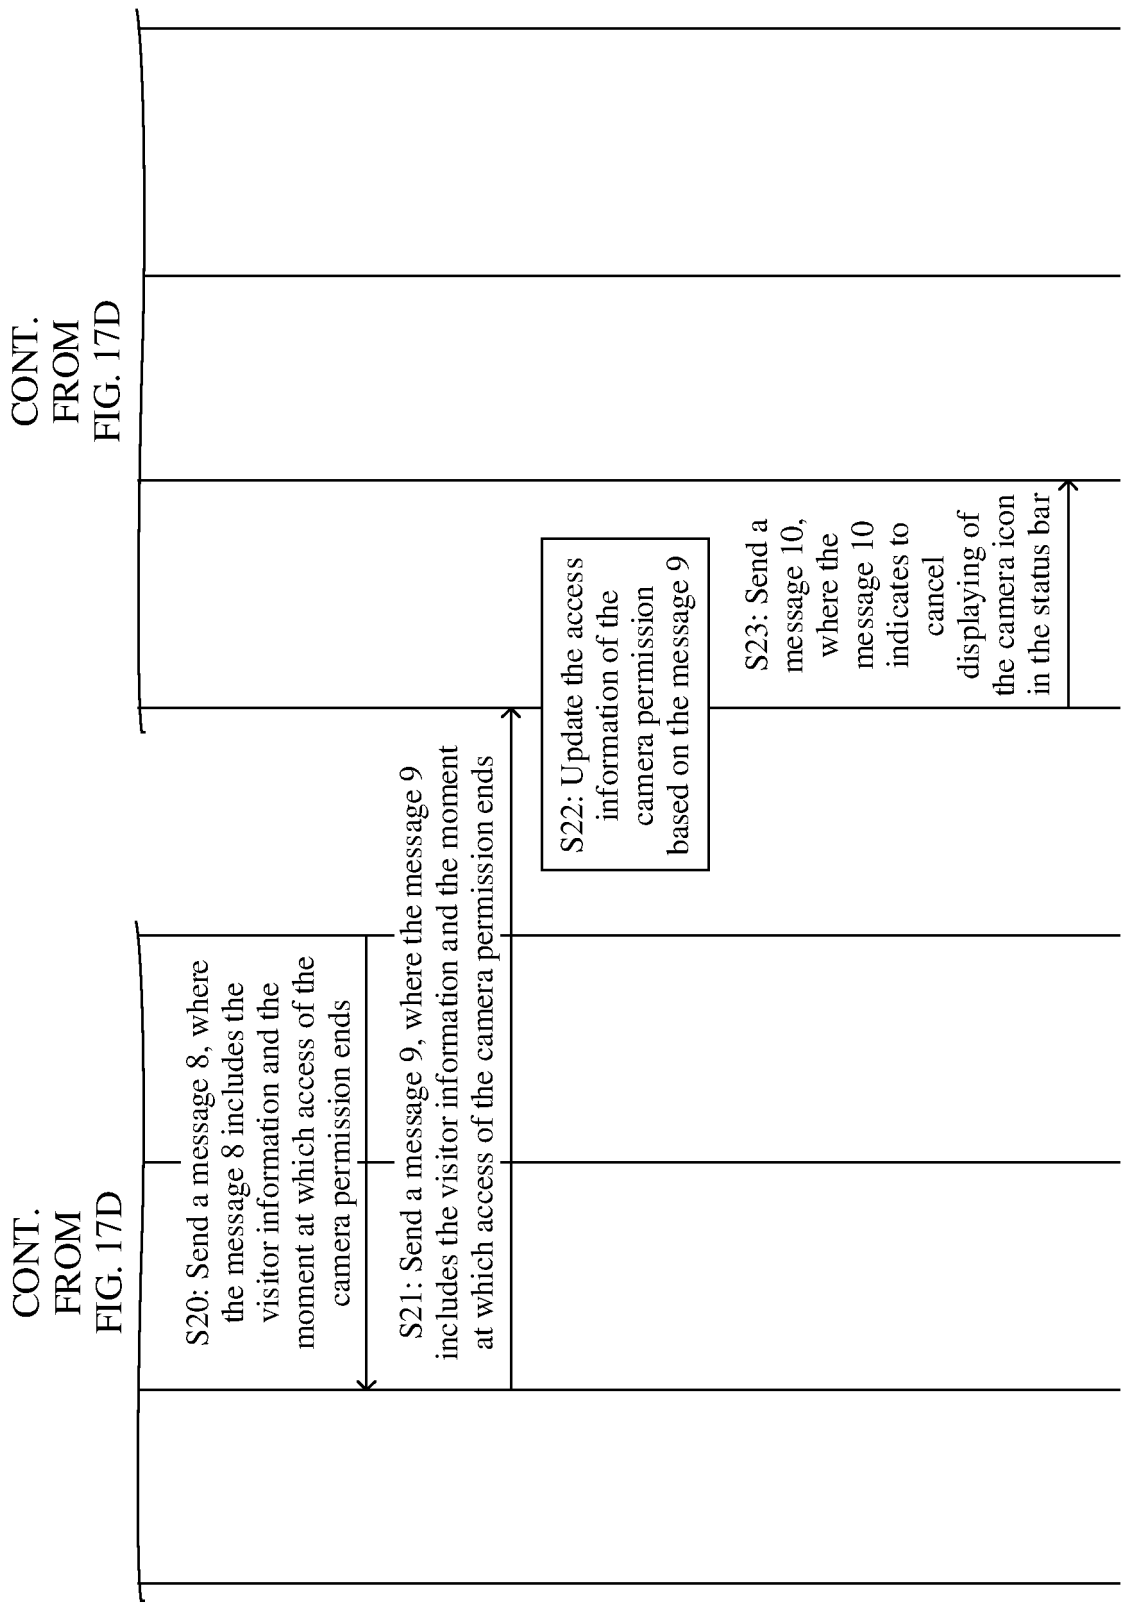 CONT.
FROM
FIG. 17D
CONT.
FROM
FIG. 17D
S20: Send a message 8, where
the message 8 includes the
visitor information and the
moment at which access of the
camera permission ends
S21: Send a message 9, where the message 9
includes the visitor information and the moment
at which access of the camera permission ends
S22: Update the access
information of the
camera permission
based on the message 9
S23: Send a
message 10,
where the
message 10
indicates to
cancel
displaying of
the camera icon
in the status bar